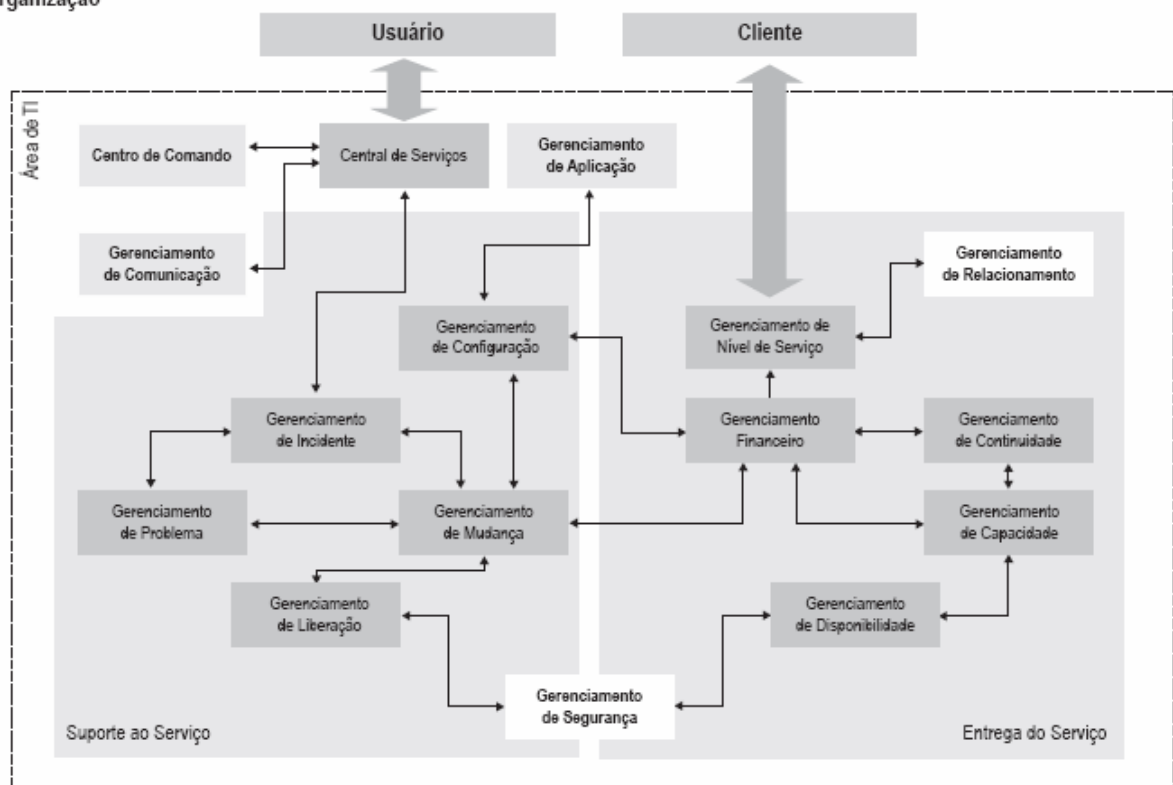 Usuário
Cliente
Área de TI
Centro de Comando
Central de Serviços
Gerenciamento
de Aplicação
Gerenciamento
de Comunicação
Gerenciamento
de Relacionamento
Gerenciamento
de Configuração
Gerenciamento de
Nível de Serviço
Gerenciamento
de Incidente
Gerenciamento
Financeiro
Gerenciamento
de Continuidade
Gerenciamento
de Problema
Gerenciamento
de Mudança
Gerenciamento
de Capacidade
Gerenciamento
de Liberação
Gerenciamento
de Disponibilidade
Gerenciamento
de Segurança
Suporte ao Serviço
Entrega do Serviço